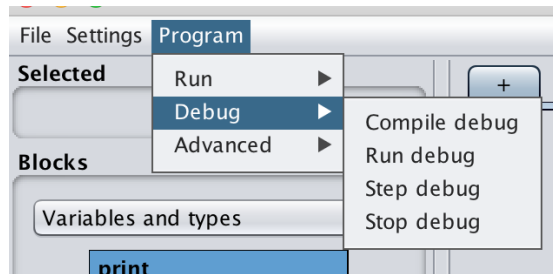 File Settings Program
Selected
Run
+
Debug
Compile debug
Advanced
Run debug
Blocks
Step debug
Variables and types
Stop debug
print